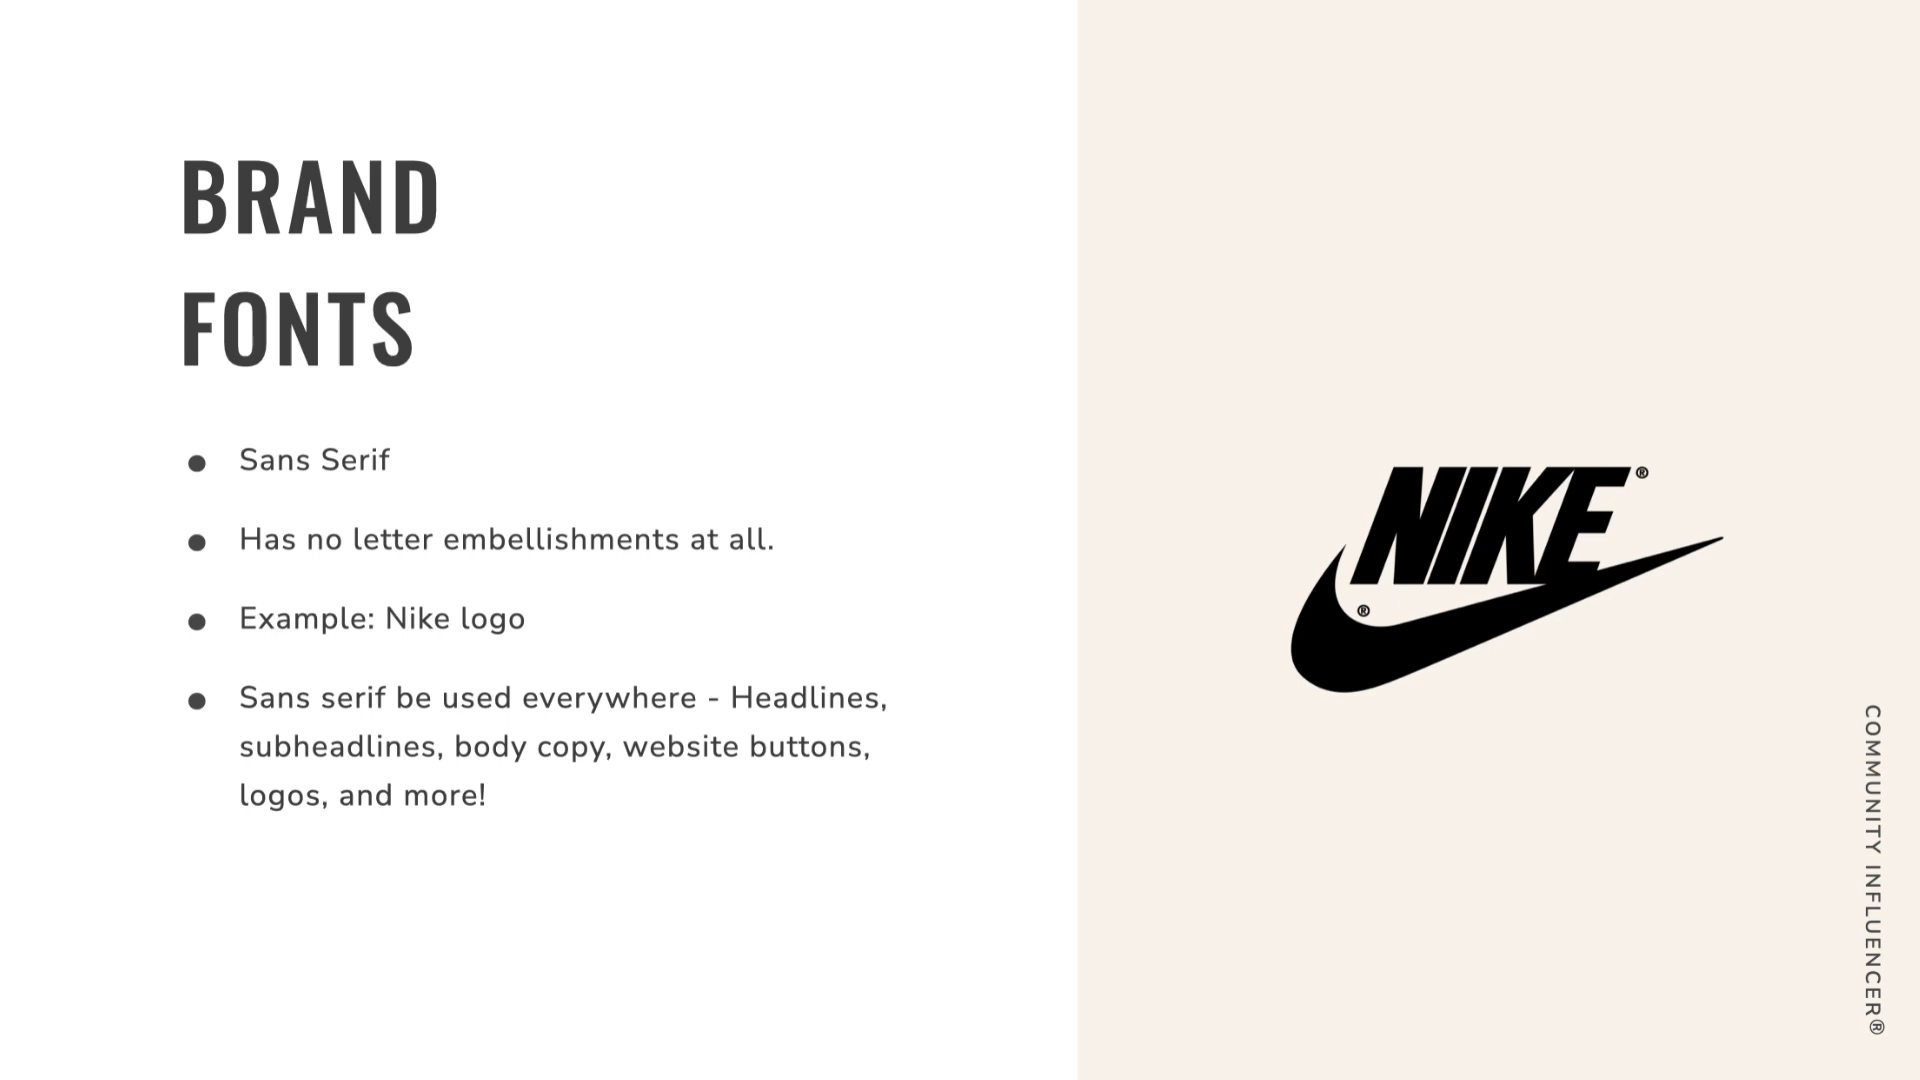 BRAND
FONTS
Sans Serif
Has no letter embellishments at all.
Example: Nike logo
Sans serif be used everywhere - Headlines,
subheadlines, body copy, website buttons,
logos, and more!
NIKE®
®
COMMUNITY INFLUENCER®